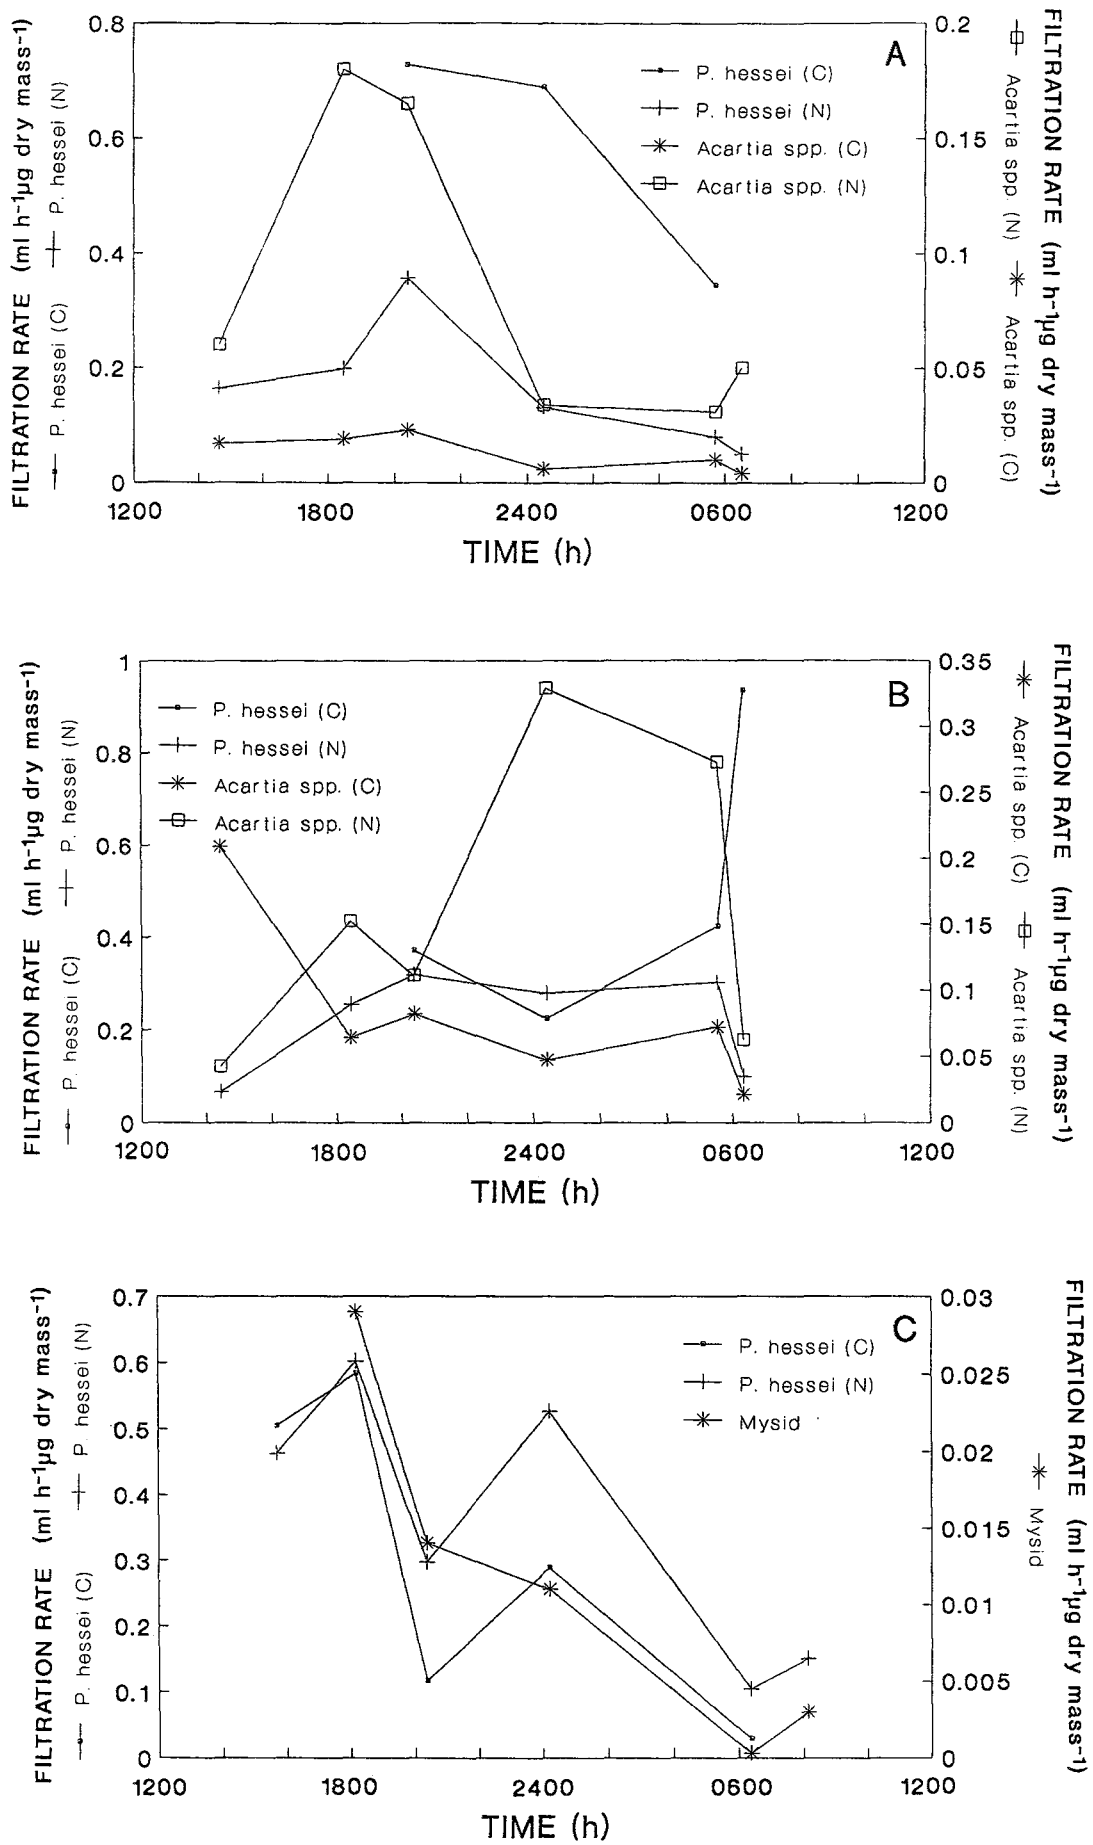 FILTRATION RATE (ml h⁻¹µg dry mass⁻¹)
P. hessei (C) P. hessei (N)
0.8
0.6
0.4
0.2
0
A
P. hessei (C)
P. hessei (N)
Acartia spp. (C)
Acartia spp. (N)
0.2
0.15
0.1
0.05
0
Acartia spp. (N) Acartia spp. (C)
FILTRATION RATE (ml h⁻¹µg dry mass⁻¹)
1200 1800 2400 0600 1200
TIME (h)
FILTRATION RATE (ml h⁻¹µg dry mass⁻¹)
P. hessei (C) P. hessei (N)
1
0.8
0.6
0.4
0.2
0
B
P. hessei (C)
P. hessei (N)
Acartia spp. (C)
Acartia spp. (N)
0.35
0.3
0.25
0.2
0.15
0.1
0.05
0
Acartia spp. (C) Acartia spp. (N)
FILTRATION RATE (ml h⁻¹µg dry mass⁻¹)
1200 1800 2400 0600 1200
TIME (h)
FILTRATION RATE (ml h⁻¹µg dry mass⁻¹)
P. hessei (C) P. hessei (N)
0.7
0.6
0.5
0.4
0.3
0.2
0.1
0
C
P. hessei (C)
P. hessei (N)
Mysid
0.03
0.025
0.02
0.015
0.01
0.005
0
Mysid
FILTRATION RATE (ml h⁻¹µg dry mass⁻¹)
1200 1800 2400 0600 1200
TIME (h)